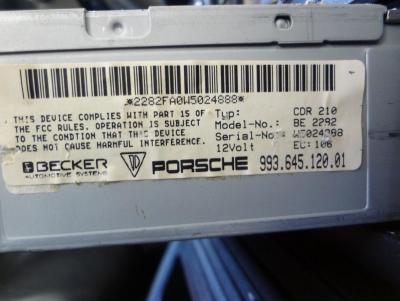 *2282FA0W5024888*
THIS DEVICE COMPLIES WITH PART 15 OF
THE FCC RULES. OPERATION IS SUBJECT
TO THE CONDTION THAT THIS DEVICE
DOES NOT CAUSE HARMFUL INTERFERENCE.
Typ: CDR 210
Model-No.: BE 2292
Serial-No.: W5024888
12Volt EC: 106
BECKER
AUTOMOTIVE SYSTEMS
PORSCHE 993.645.120.01